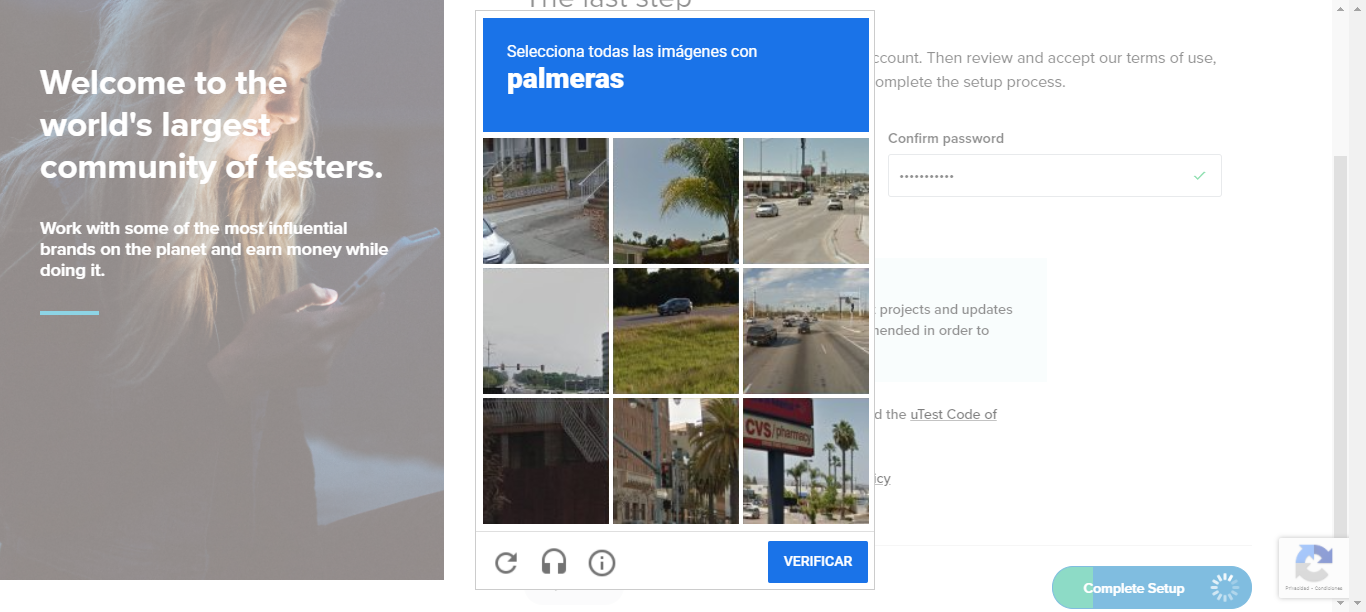 The last step
Welcome to the
world's largest
community of testers.
Work with some of the most influential
brands on the planet and earn money while
doing it.
Selecciona todas las imágenes con
palmeras
CVS/pharmacy
VERIFICAR
ccount. Then review and accept our terms of use,
omplete the setup process.
Confirm password
•••••••••••
projects and updates
nended in order to
d the uTest Code of
icy
Complete Setup
Privacidad - Condiciones